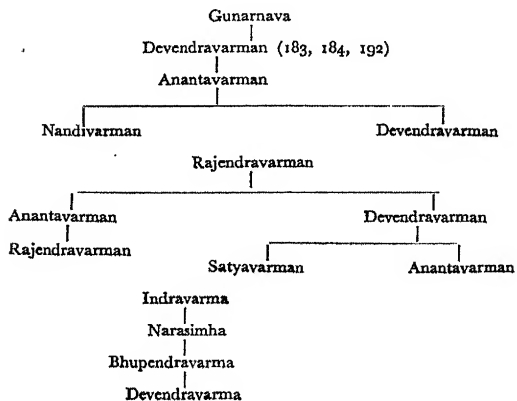 Gunarnava
Devendravarman (183, 184, 192)
Anantavarman
Nandivarman Devendravarman
Rajendravarman
Anantavarman Devendravarman
Rajendravarman
Satyavarman Anantavarman
Indravarma
Narasimha
Bhupendravarma
Devendravarma